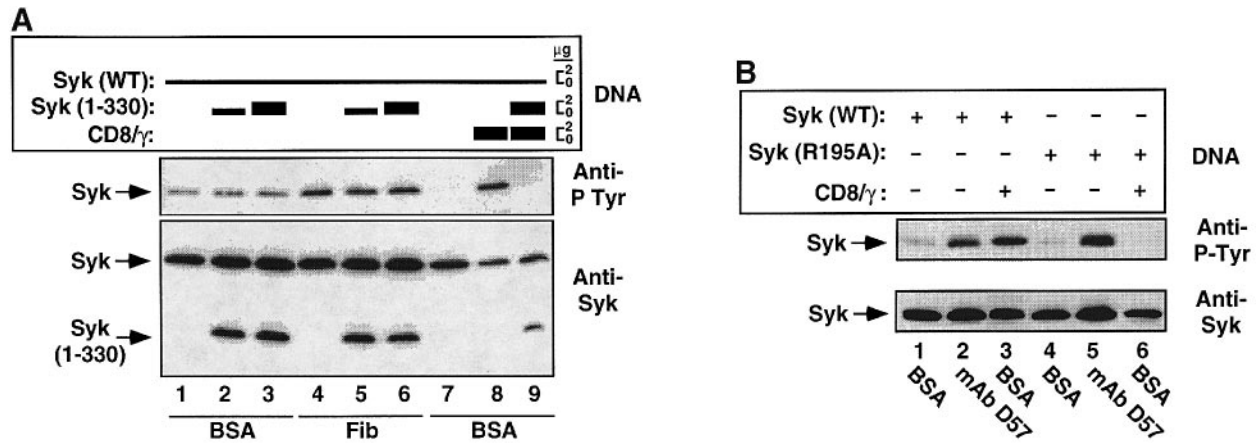 A
µg
Syk (WT): [2 0
Syk (1-330): [2 0
CD8/γ: [2 0
DNA
Syk
Anti-
P Tyr
Syk
Anti-
Syk
Syk
(1-330)
1 2 3 4 5 6 7 8 9
BSA Fib BSA
B
Syk (WT): + + + – – –
Syk (R195A): – – – + + +
CD8/γ : – – + – – +
DNA
Syk
Anti-
P-Tyr
Syk
Anti-
Syk
1 2 3 4 5 6
BSA mAb D57 BSA BSA mAb D57 BSA